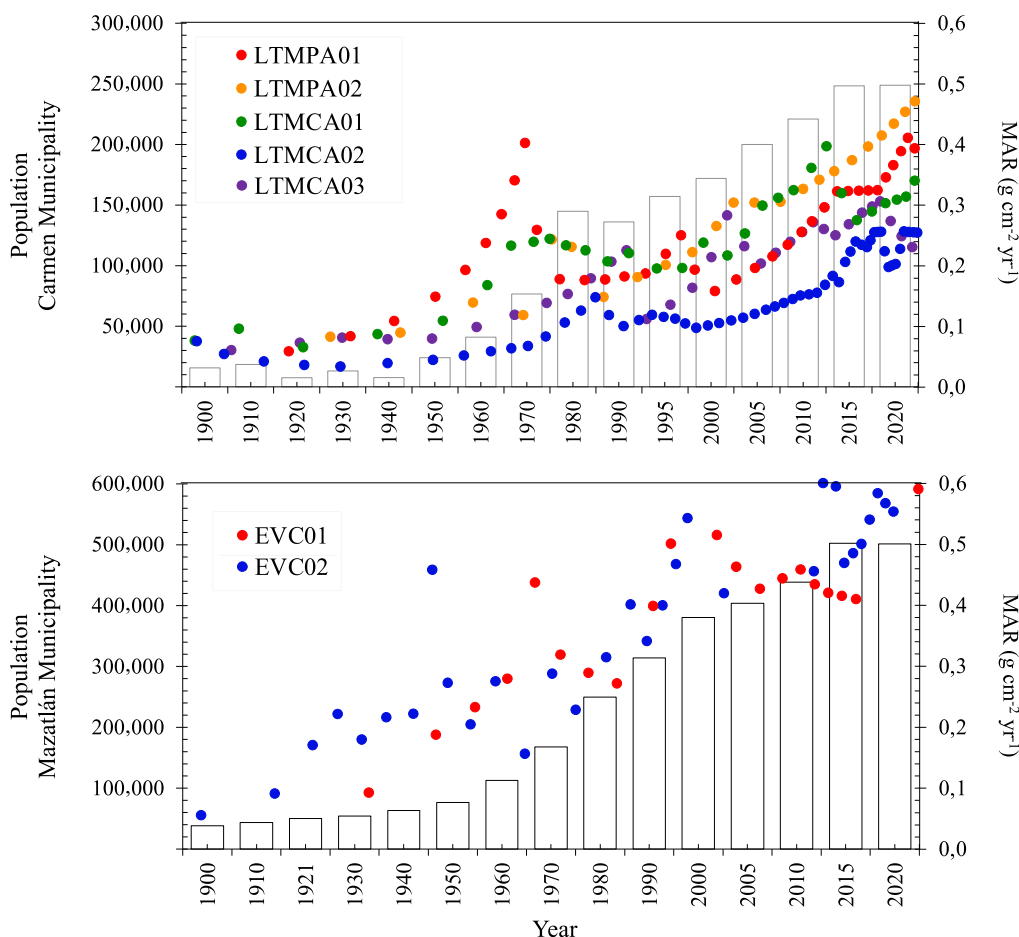 300,000
250,000
200,000
150,000
100,000
50,000
0,6
0,5
0,4
0,3
0,2
0,1
0,0
Population
Carmen Municipality
MAR (g cm⁻² yr⁻¹)
LTMPA01
LTMPA02
LTMCA01
LTMCA02
LTMCA03
1900 1910 1920 1930 1940 1950 1960 1970 1980 1990 1995 2000 2005 2010 2015 2020
600,000
500,000
400,000
300,000
200,000
100,000
0,6
0,5
0,4
0,3
0,2
0,1
0,0
Population
Mazatlán Municipality
MAR (g cm⁻² yr⁻¹)
EVC01
EVC02
1900 1910 1921 1930 1940 1950 1960 1970 1980 1990 2000 2005 2010 2015 2020
Year